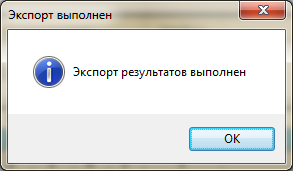 Экспорт выполнен
Экспорт результатов выполнен
OK